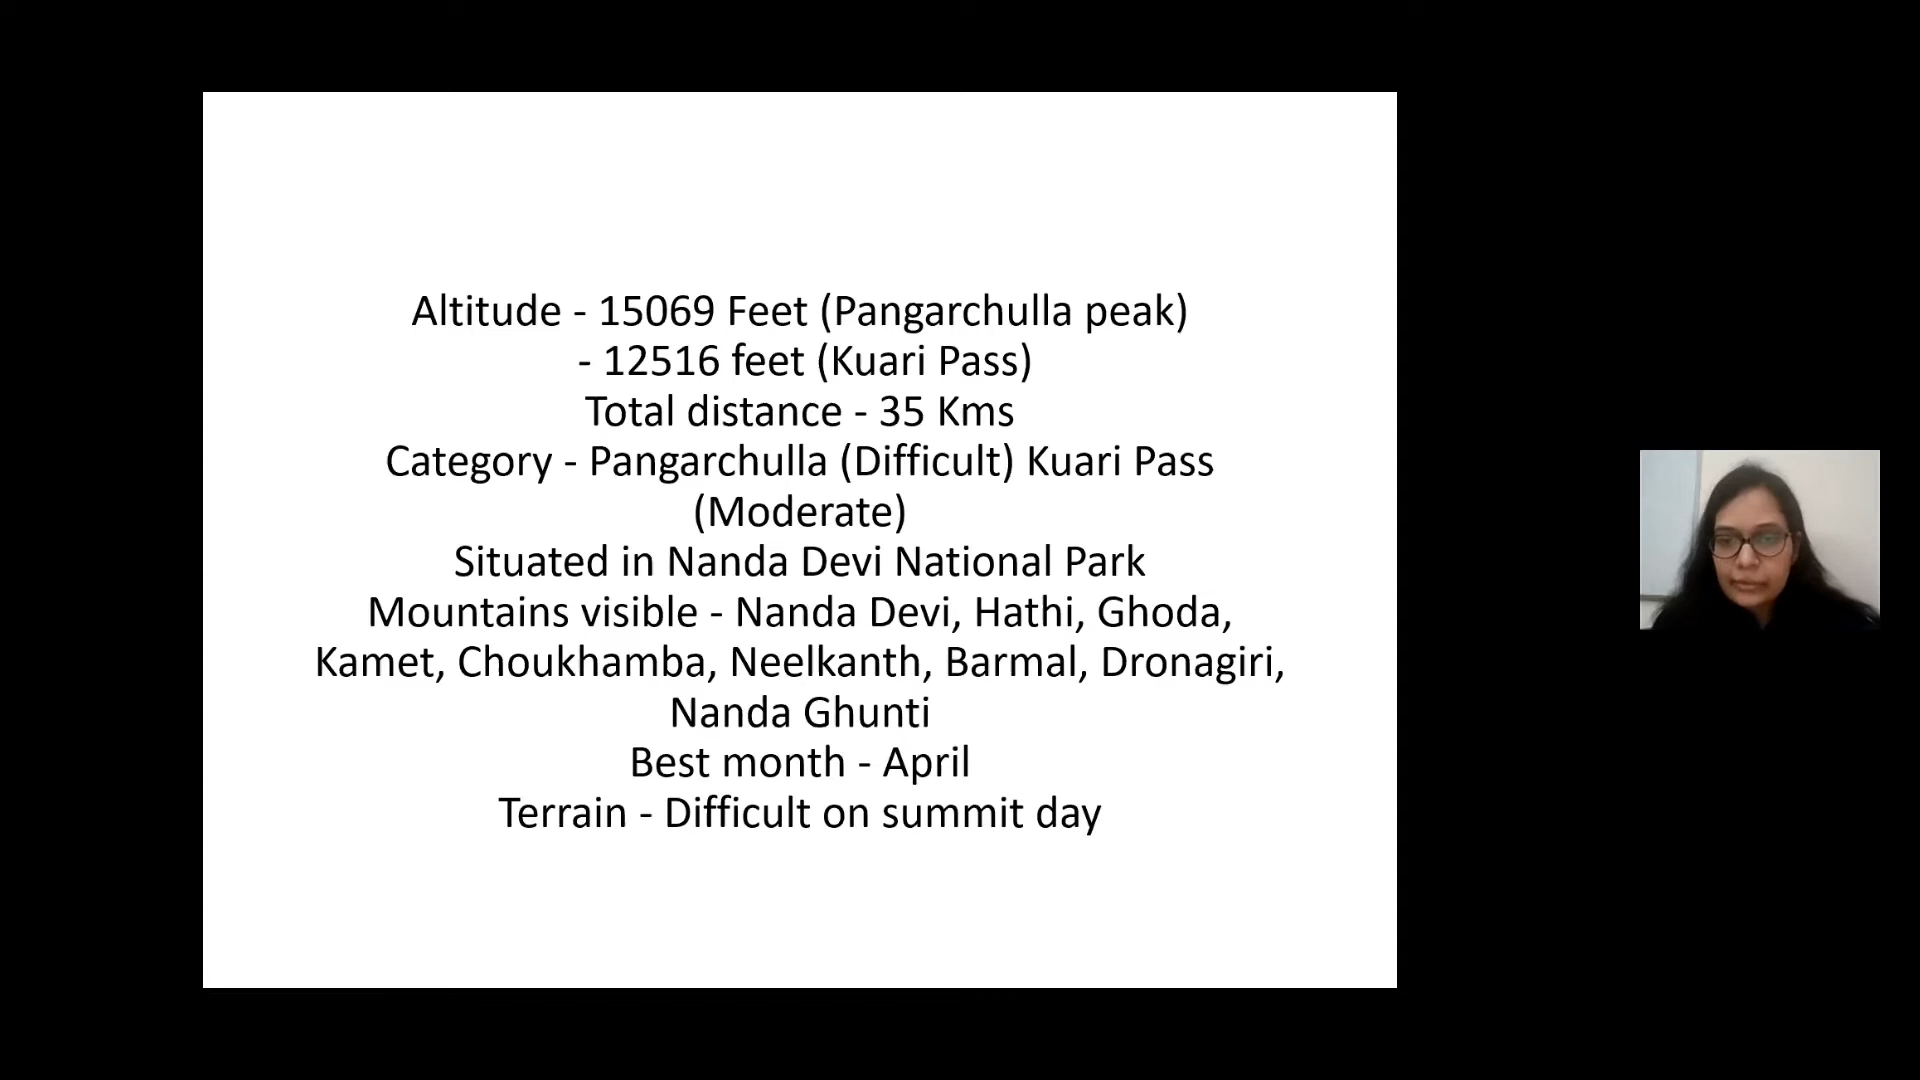 Altitude - 15069 Feet (Pangarchulla peak)
- 12516 feet (Kuari Pass)
Total distance - 35 Kms
Category - Pangarchulla (Difficult) Kuari Pass
(Moderate)
Situated in Nanda Devi National Park
Mountains visible - Nanda Devi, Hathi, Ghoda,
Kamet, Choukhamba, Neelkanth, Barmal, Dronagiri,
Nanda Ghunti
Best month - April
Terrain - Difficult on summit day